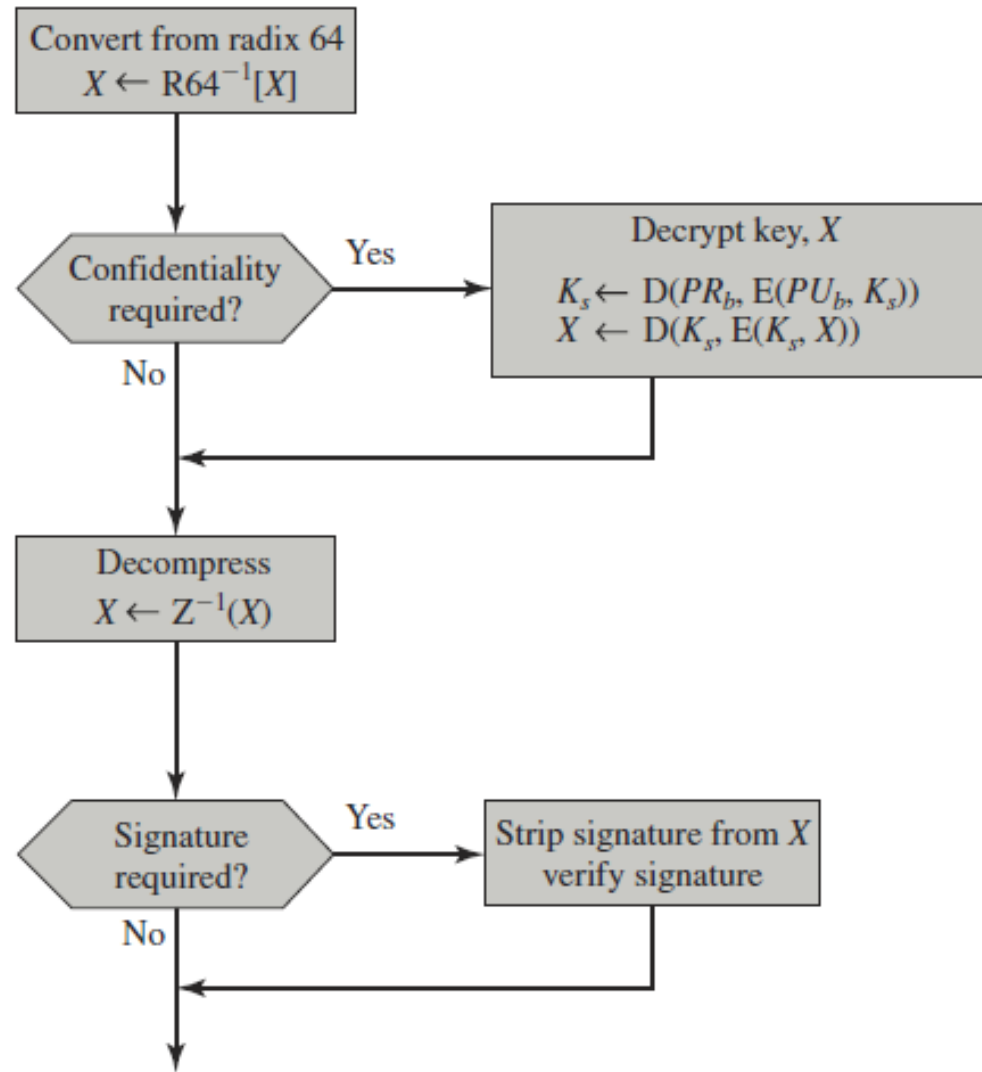 Convert from radix 64
X ← R64⁻¹[X]
Confidentiality
required?
Yes
No
Decrypt key, X
Kₛ ← D(PR_b, E(PU_b, Kₛ))
X ← D(Kₛ, E(Kₛ, X))
Decompress
X ← Z⁻¹(X)
Signature
required?
Yes
No
Strip signature from X
verify signature